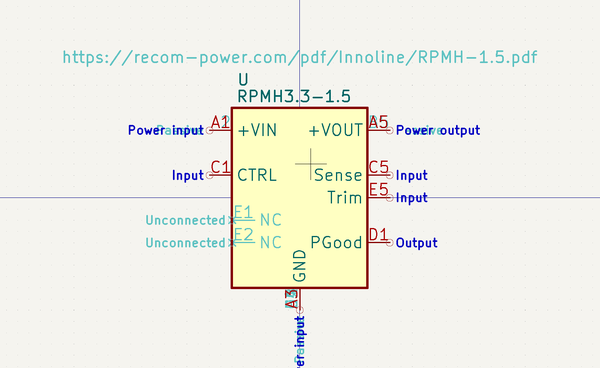 https://recom-power.com/pdf/Innoline/RPMH-1.5.pdf
U
RPMH3.3-1.5
Power input A1 +VIN +VOUT A5 Power output
Input C1 CTRL Sense C5 Input
Trim E5 Input
Unconnected E1 NC
Unconnected E2 NC PGood D1 Output
GND
A3